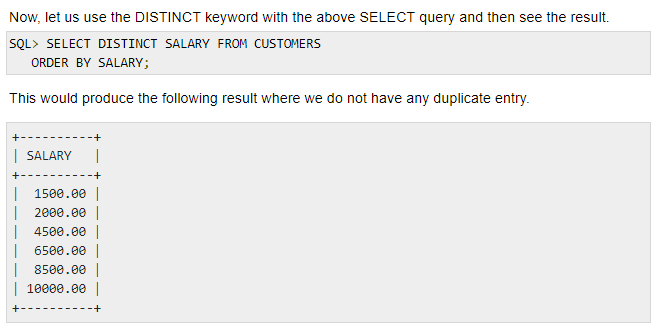 Now, let us use the DISTINCT keyword with the above SELECT query and then see the result.
SQL> SELECT DISTINCT SALARY FROM CUSTOMERS
   ORDER BY SALARY;
This would produce the following result where we do not have any duplicate entry.
+----------+
| SALARY   |
+----------+
|  1500.00 |
|  2000.00 |
|  4500.00 |
|  6500.00 |
|  8500.00 |
| 10000.00 |
+----------+